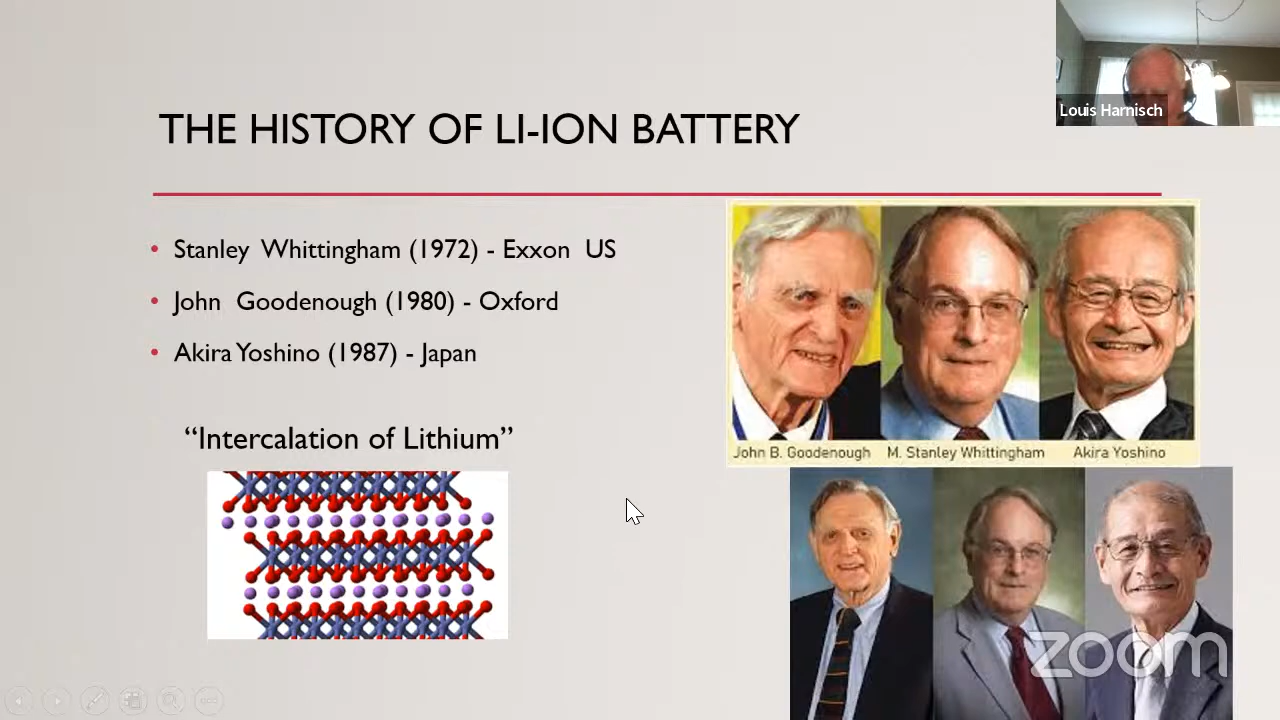 Louis Harnisch
THE HISTORY OF LI-ION BATTERY
• Stanley Whittingham (1972) - Exxon US
• John Goodenough (1980) - Oxford
• Akira Yoshino (1987) - Japan
“Intercalation of Lithium”
John B. Goodenough M. Stanley Whittingham Akira Yoshino
zoom